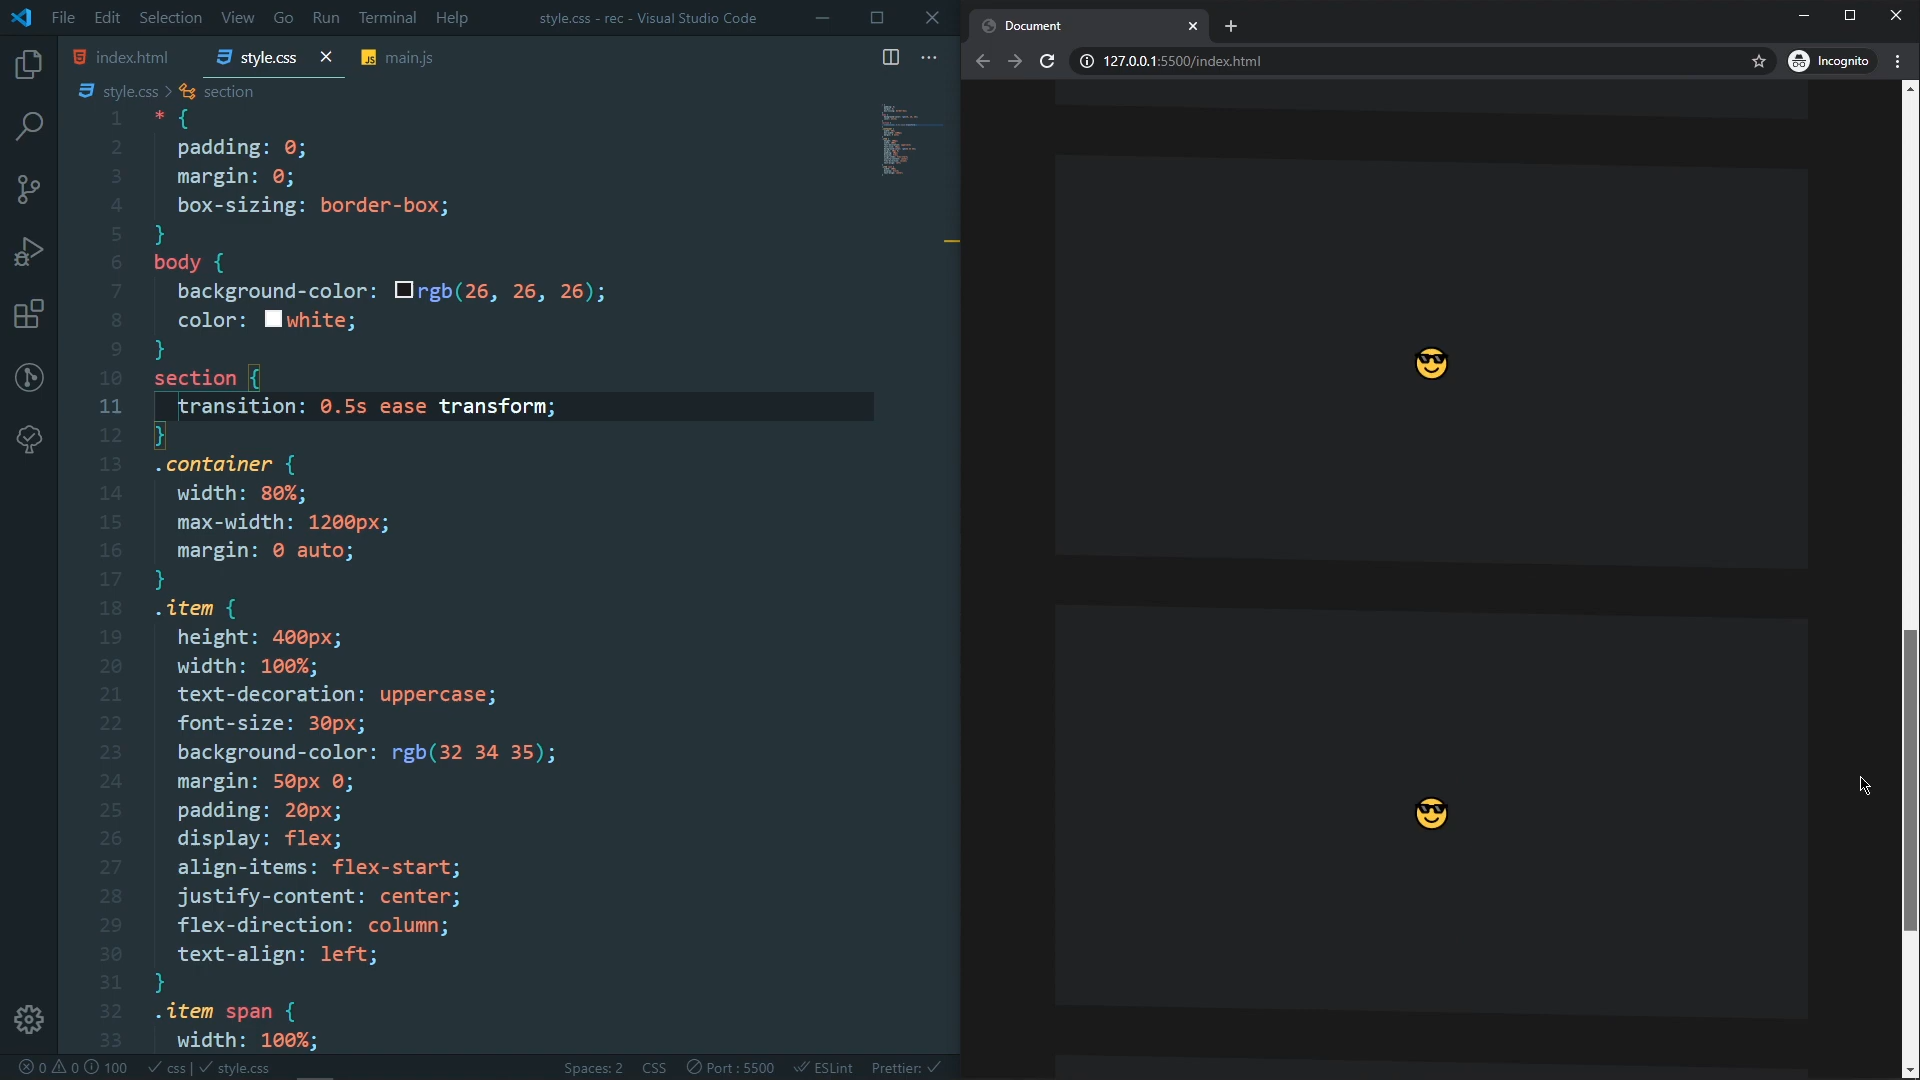 File Edit Selection View Go Run Terminal Help style.css - rec - Visual Studio Code
index.html style.css JS main.js
style.css > section
1 * {
2 padding: 0;
3 margin: 0;
4 box-sizing: border-box;
5 }
6 body {
7 background-color: rgb(26, 26, 26);
8 color: white;
9 }
10 section {
11 transition: 0.5s ease transform;
12 }
13 .container {
14 width: 80%;
15 max-width: 1200px;
16 margin: 0 auto;
17 }
18 .item {
19 height: 400px;
20 width: 100%;
21 text-decoration: uppercase;
22 font-size: 30px;
23 background-color: rgb(32 34 35);
24 margin: 50px 0;
25 padding: 20px;
26 display: flex;
27 align-items: flex-start;
28 justify-content: center;
29 flex-direction: column;
30 text-align: left;
31 }
32 .item span {
33 width: 100%;
0 0 100 css | style.css Spaces: 2 CSS Port : 5500 ESLint Prettier:
Document
127.0.0.1:5500/index.html Incognito